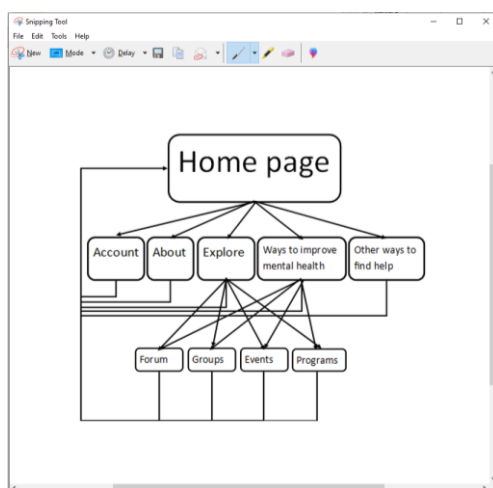 Snipping Tool
File Edit Tools Help
New Mode Delay
Home page
Account About Explore Ways to improve Other ways to
mental health find help
Forum Groups Events Programs